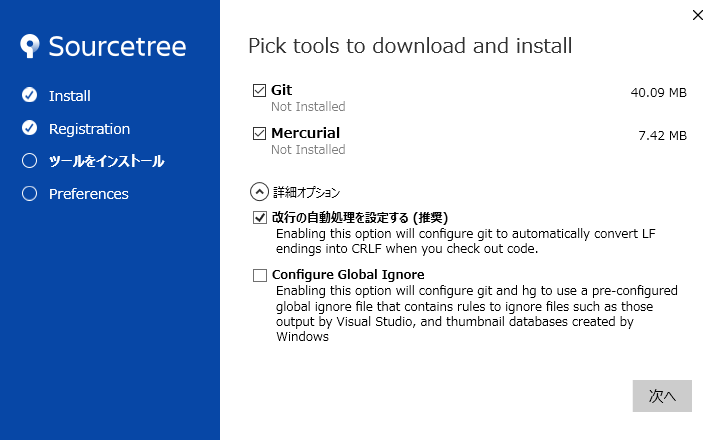 Sourcetree
Install
Registration
ツールをインストール
Preferences
Pick tools to download and install
Git 40.09 MB
Not Installed
Mercurial 7.42 MB
Not Installed
詳細オプション
改行の自動処理を設定する (推奨)
Enabling this option will configure git to automatically convert LF
endings into CRLF when you check out code.
Configure Global Ignore
Enabling this option will configure git and hg to use a pre-configured
global ignore file that contains rules to ignore files such as those
output by Visual Studio, and thumbnail databases created by
Windows
次へ